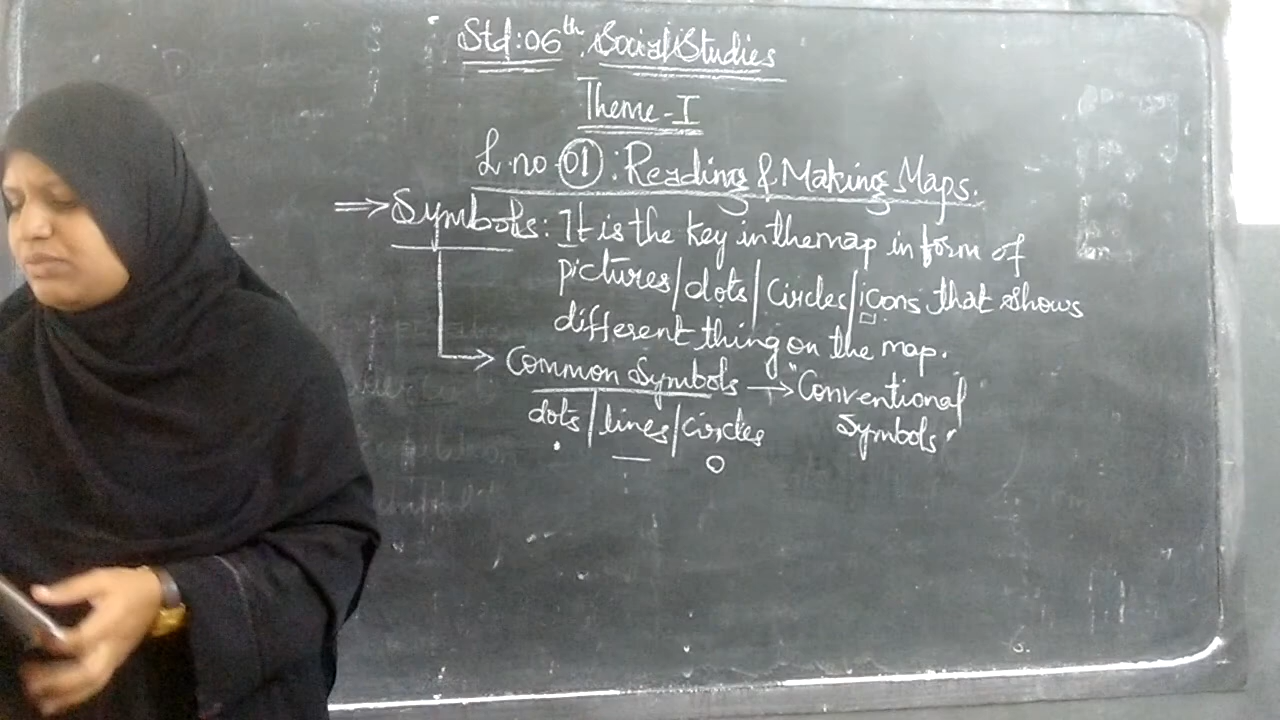 Std:06th. Social Studies
Theme-I
L.no.01: Reading & Making Maps.
⇒ Symbols: It is the key in the map in form of
pictures/dots/circles/icons that shows
different thing on the map.
→ Common Symbols → "Conventional
dots/lines/circles Symbols"